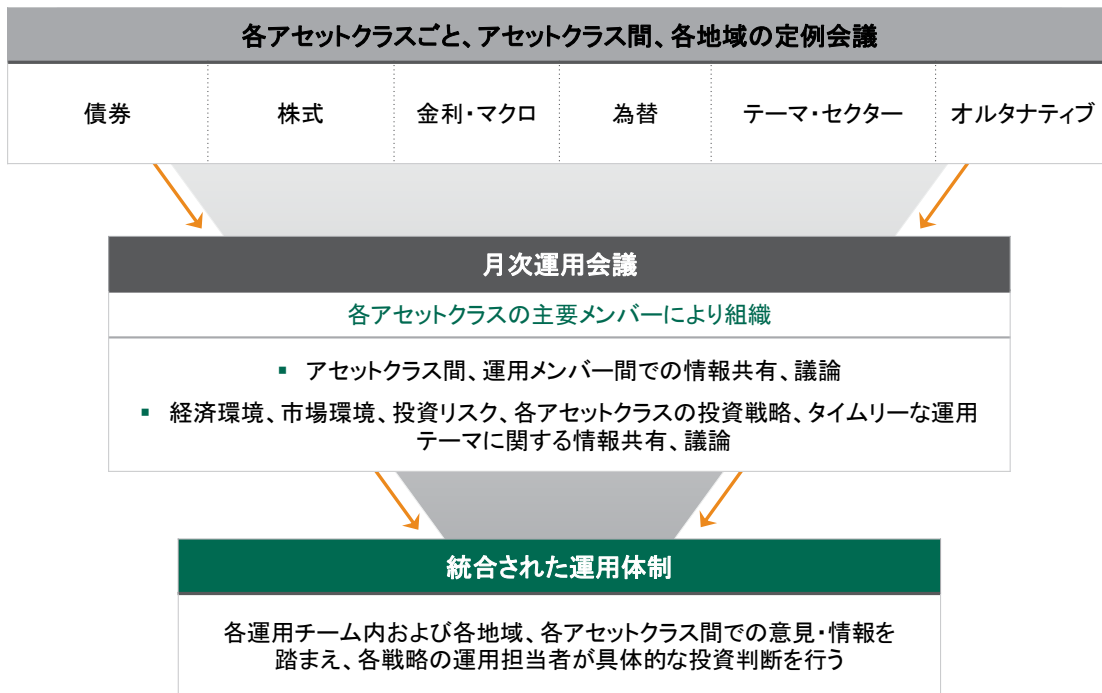 各アセットクラスごと、アセットクラス間、各地域の定例会議
債券
株式
金利・マクロ
為替
テーマ・セクター
オルタナティブ
月次運用会議
各アセットクラスの主要メンバーにより組織
▪ アセットクラス間、運用メンバー間での情報共有、議論
▪ 経済環境、市場環境、投資リスク、各アセットクラスの投資戦略、タイムリーな運用
テーマに関する情報共有、議論
統合された運用体制
各運用チーム内および各地域、各アセットクラス間での意見・情報を
踏まえ、各戦略の運用担当者が具体的な投資判断を行う